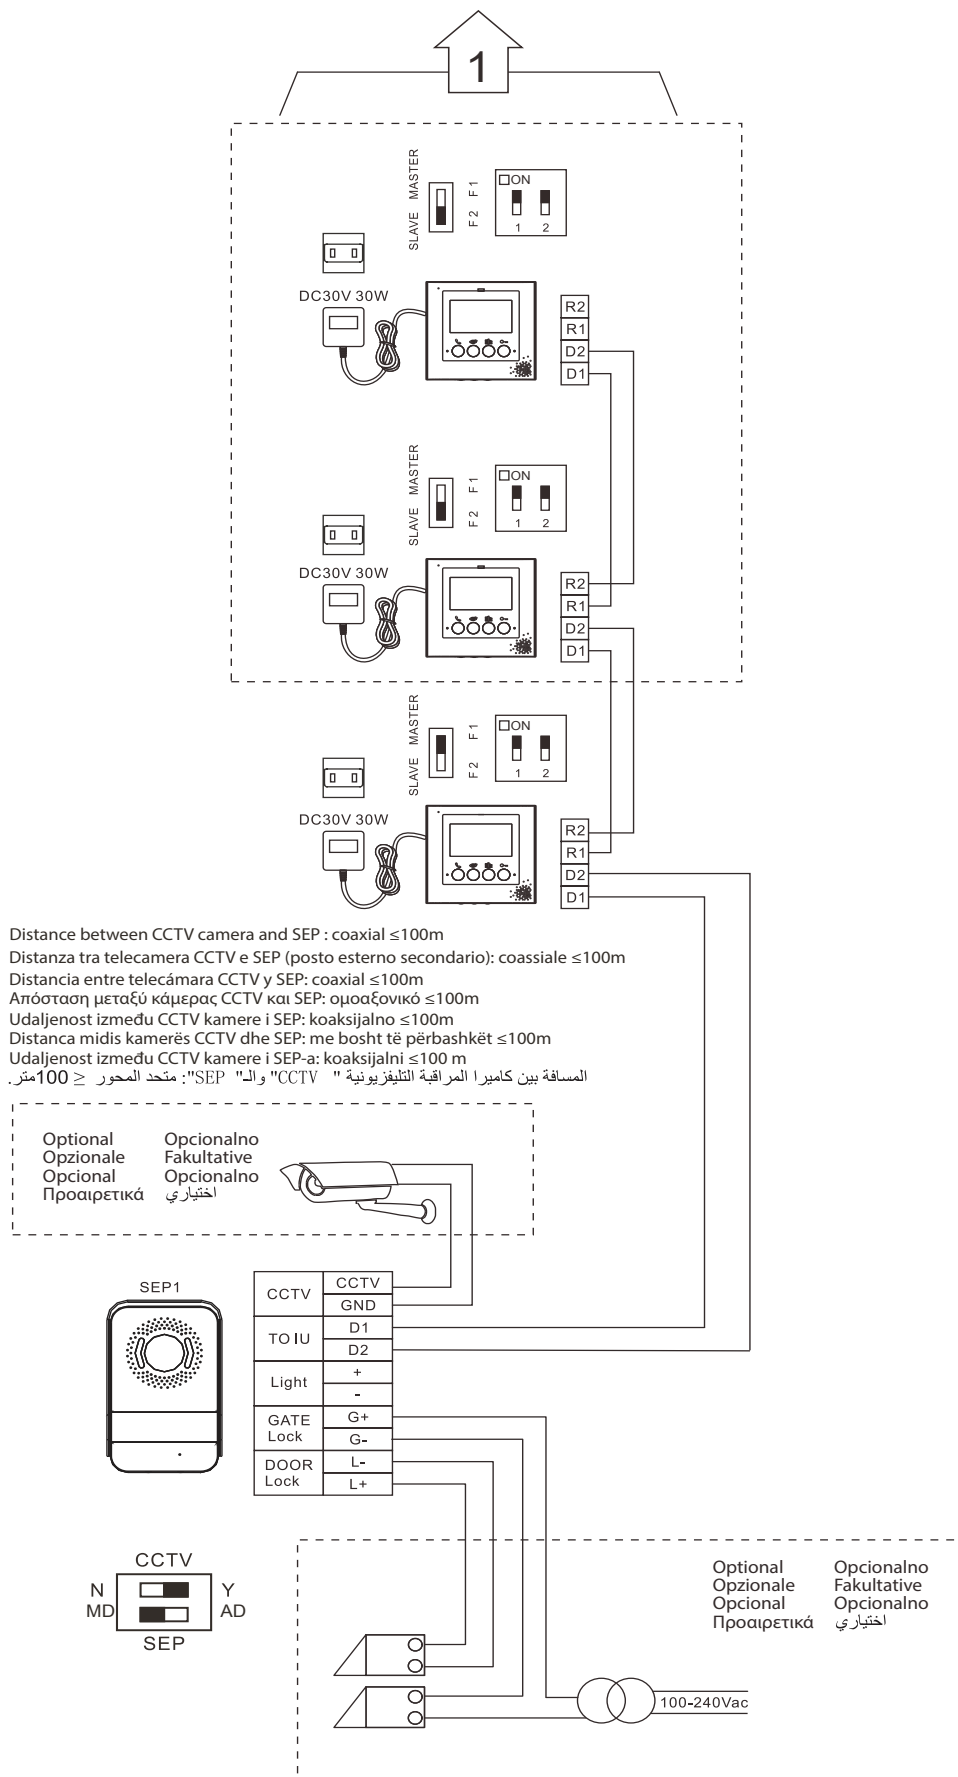 1
MASTER
SLAVE
F1
F2
ON
1 2
DC30V 30W
R2
R1
D2
D1
MASTER
SLAVE
F1
F2
ON
1 2
DC30V 30W
R2
R1
D2
D1
MASTER
SLAVE
F1
F2
ON
1 2
DC30V 30W
R2
R1
D2
D1
Distance between CCTV camera and SEP : coaxial ≤100m
Distanza tra telecamera CCTV e SEP (posto esterno secondario): coassiale ≤100m
Distancia entre telecámara CCTV y SEP: coaxial ≤100m
Απόσταση μεταξύ κάμερας CCTV και SEP: ομοαξονικό ≤100m
Udaljenost između CCTV kamere i SEP: koaksijalno ≤100m
Distanca midis kamerës CCTV dhe SEP: me bosht të përbashkët ≤100m
Udaljenost između CCTV kamere i SEP-a: koaksijalni ≤100 m
المسافة بين كاميرا المراقبة التليفزيونية " CCTV" والـ" SEP": متحد المحور ≤ 100متر.
Optional Opcionalno
Opzionale Fakultative
Opcional Opcionalno
Προαιρετικά اختياري
SEP1
CCTV
CCTV
GND
TO IU
D1
D2
Light
+
-
GATE Lock
G+
G-
DOOR Lock
L-
L+
CCTV
N Y
MD AD
SEP
Optional Opcionalno
Opzionale Fakultative
Opcional Opcionalno
Προαιρετικά اختياري
100-240Vac